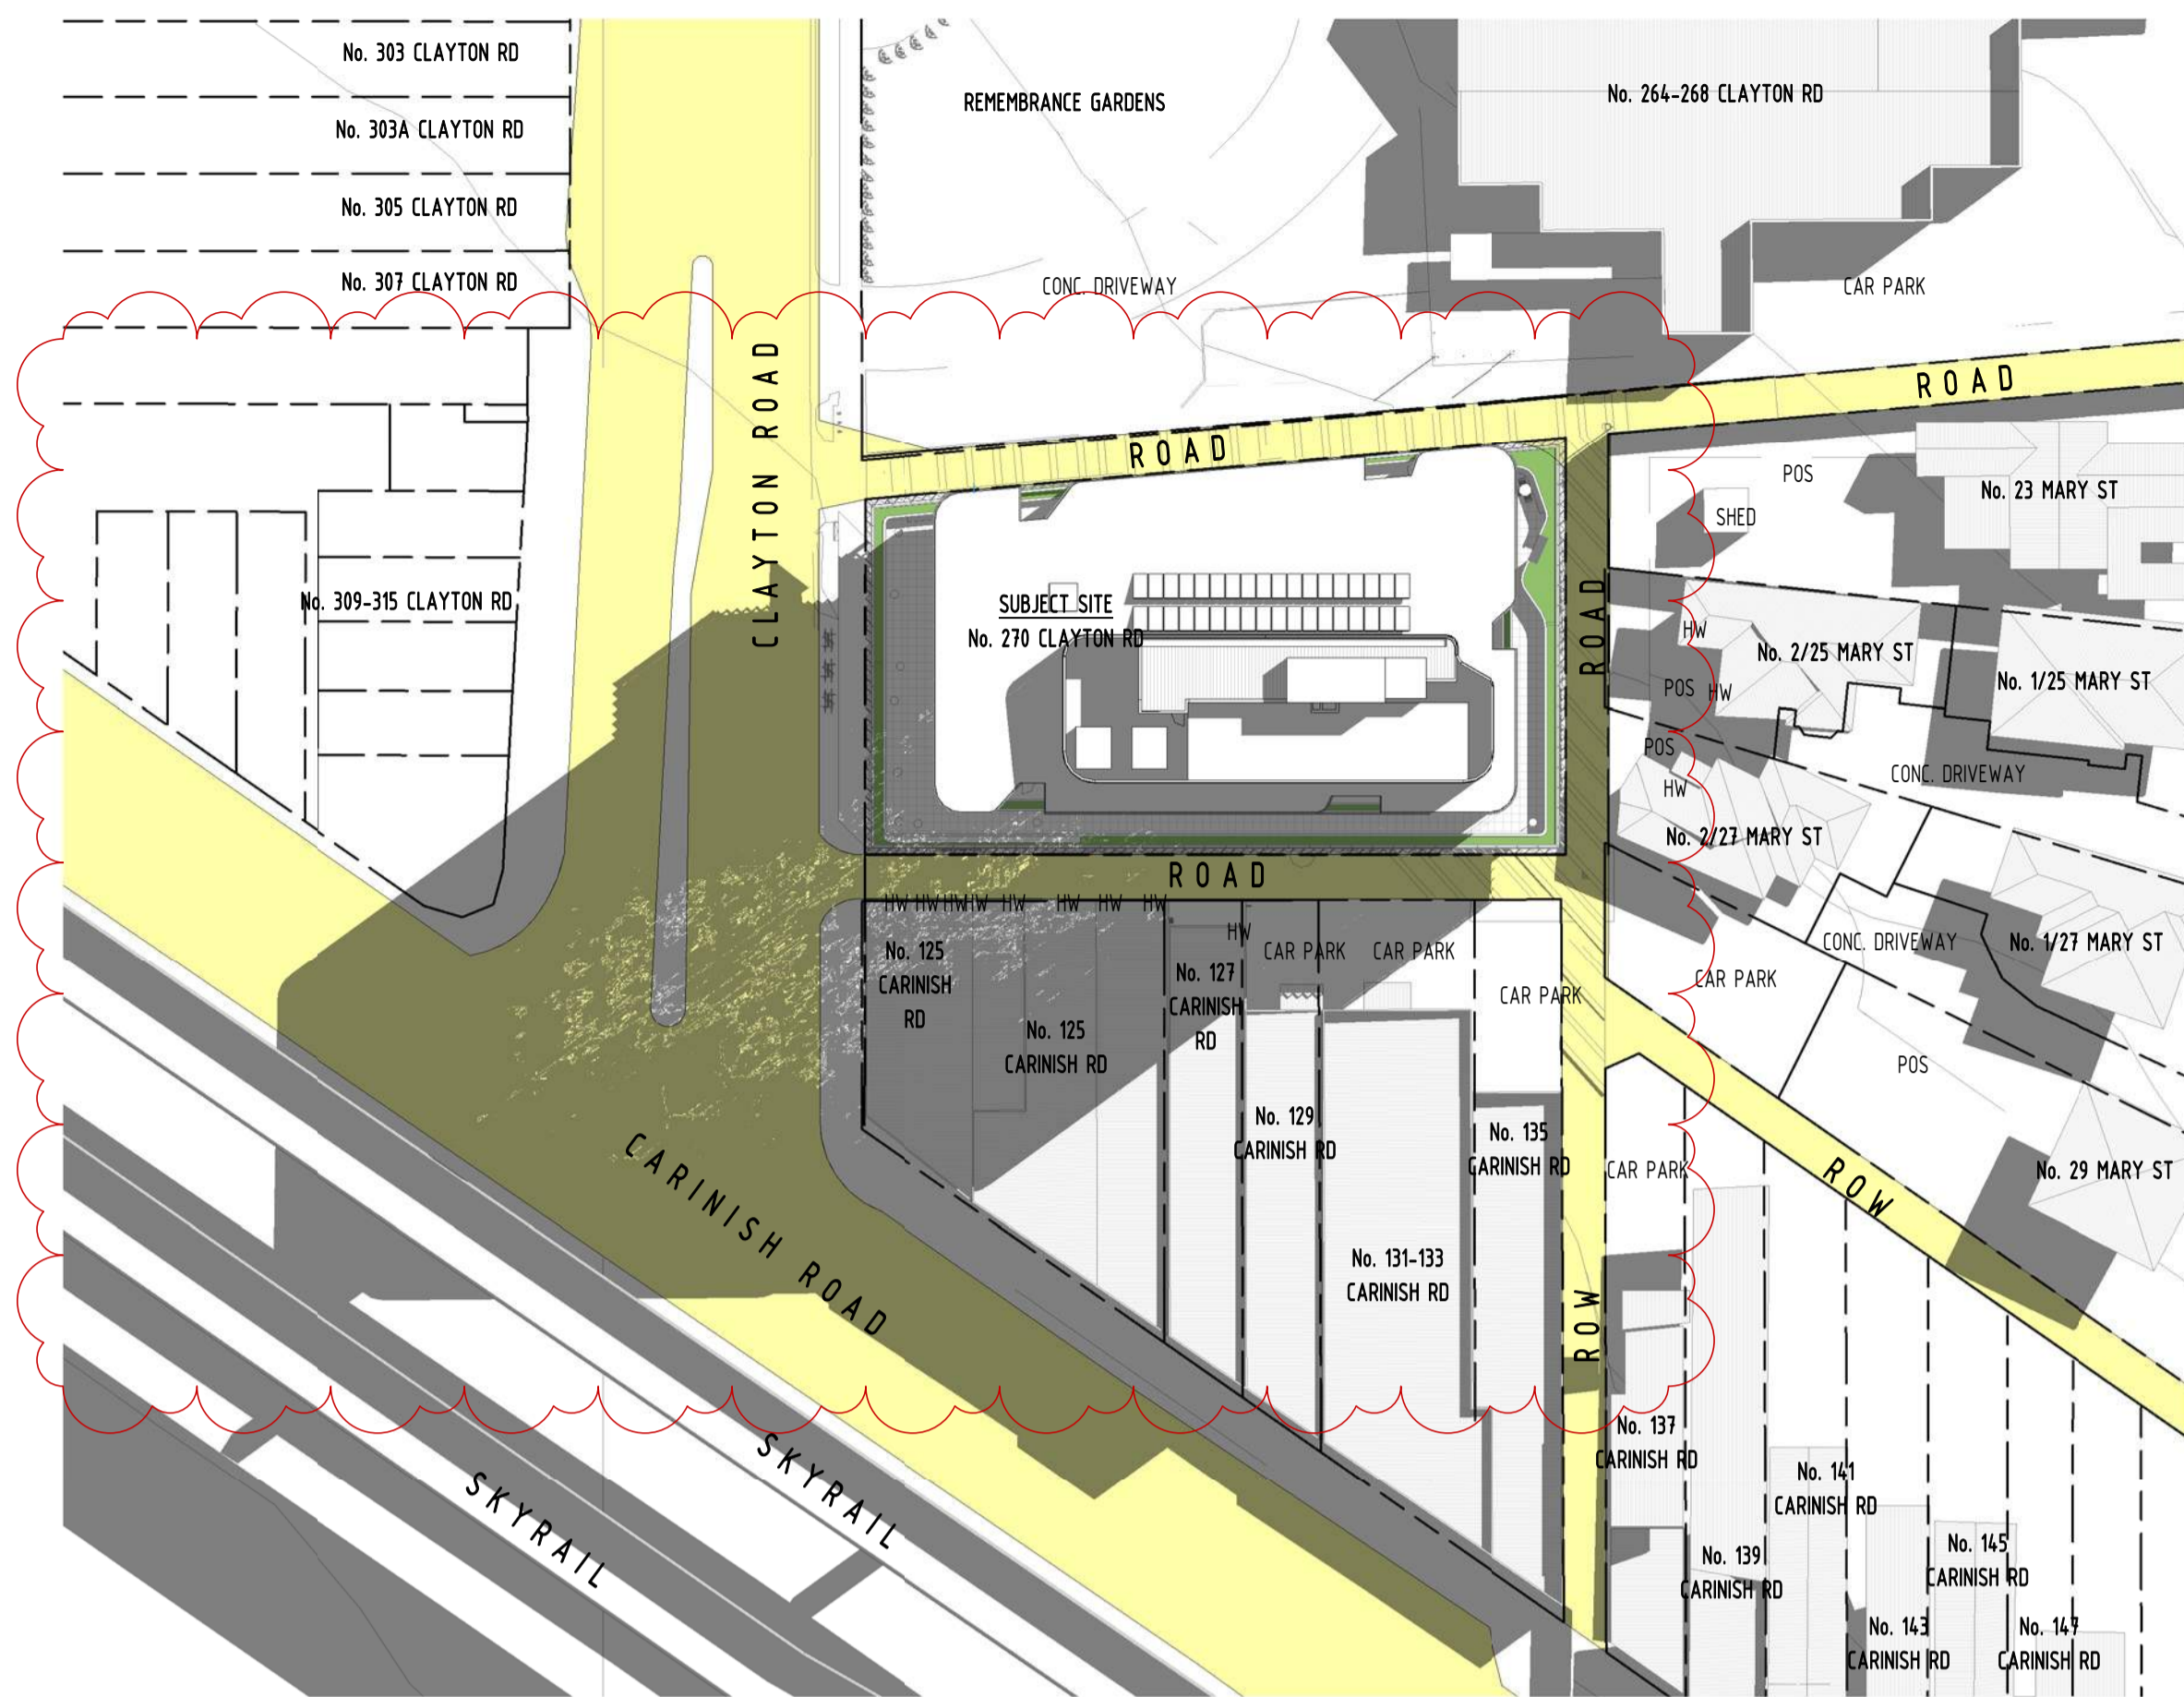 No. 303 CLAYTON RD
No. 303A CLAYTON RD
No. 305 CLAYTON RD
No. 307 CLAYTON RD
REMEMBRANCE GARDENS
No. 264-268 CLAYTON RD
CONC. DRIVEWAY
CAR PARK
CLAYTON ROAD
ROAD
ROAD
No. 309-315 CLAYTON RD
SUBJECT SITE
No. 270 CLAYTON RD
ROAD
POS
SHED
No. 23 MARY ST
HW
No. 2/25 MARY ST
POS
HW
No. 1/25 MARY ST
POS
HW
CONC. DRIVEWAY
No. 2/27 MARY ST
ROAD
HW
HW
HW
HW
HW
HW
HW
HW
HW
No. 125
CARINISH
RD
No. 125
CARINISH RD
No. 127
CARINISH
RD
CAR PARK
CAR PARK
CAR PARK
CAR PARK
CONC. DRIVEWAY
No. 1/27 MARY ST
POS
No. 129
CARINISH RD
No. 135
CARINISH RD
CAR PARK
No. 29 MARY ST
ROW
CARINISH ROAD
No. 131-133
CARINISH RD
ROW
SKYRAIL
SKYRAIL
No. 137
CARINISH RD
No. 141
CARINISH RD
No. 139
CARINISH RD
No. 145
CARINISH RD
No. 143
CARINISH RD
No. 147
CARINISH RD